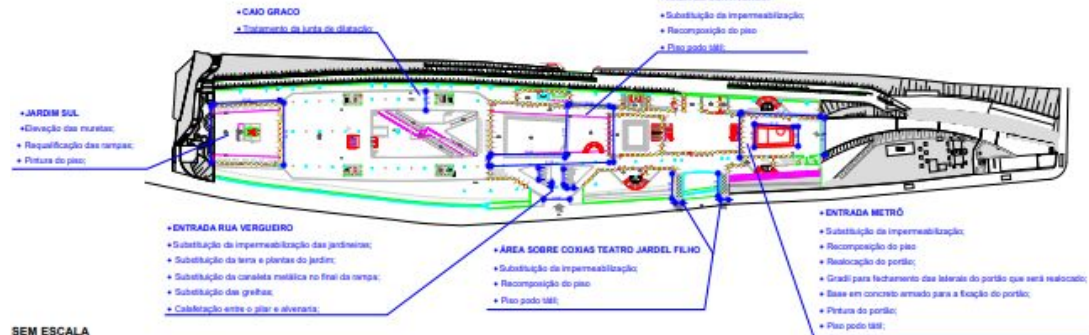 +CAIO GRACO
+ Tratamento da junta de dilatação;
+Substituição da impermeabilização;
+ Recomposição do piso
+ Piso podo tátil;
+JARDIM SUL
+Elevação das muretas;
+ Requalificação das rampas;
+ Pintura do piso;
+ENTRADA RUA VERGUEIRO
+Substituição da impermeabilização das jardineiras;
+ Substituição da terra e plantas do jardim;
+ Substituição da canaleta metálica no final da rampa;
+ Substituição das grelhas;
+ Calafetação entre o pilar e alvenaria;
+ÁREA SOBRE COXIAS TEATRO JARDEL FILHO
+Substituição da impermeabilização;
+ Recomposição do piso
+ Piso podo tátil;
+ENTRADA METRÔ
+ Substituição da impermeabilização;
+ Recomposição do piso
+ Realocação do portão;
+ Gradil para fechamento das laterais do portão que será realocado;
+ Base em concreto armado para a fixação do portão;
+ Pintura do portão;
+ Piso podo tátil;
SEM ESCALA